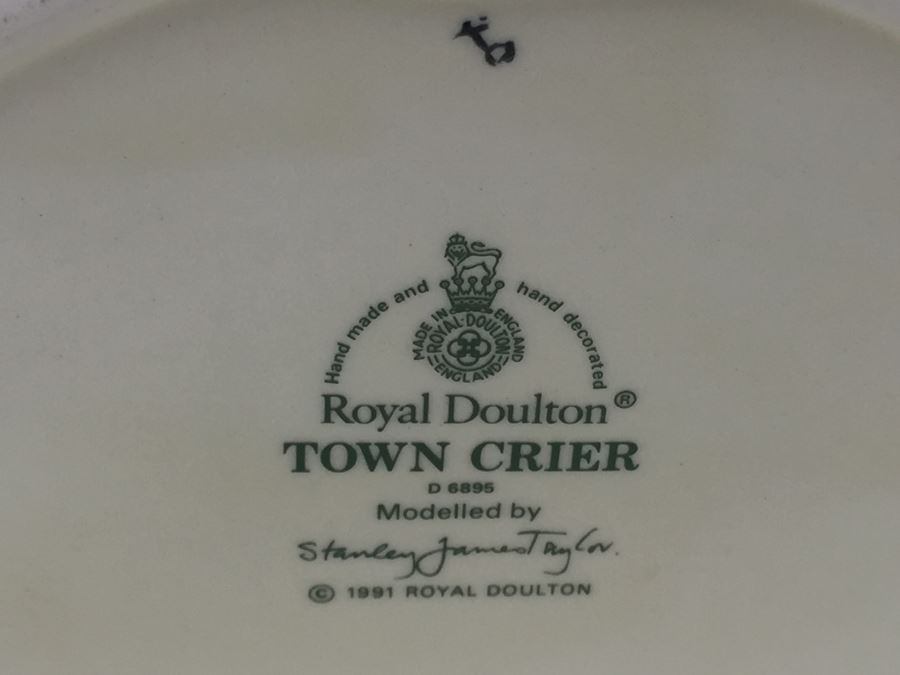 Hand made and hand decorated
MADE IN ENGLAND
ROYAL·DOULTON
ENGLAND
Royal Doulton®
TOWN CRIER
D 6895
Modelled by
Stanley James Taylor.
© 1991 ROYAL DOULTON